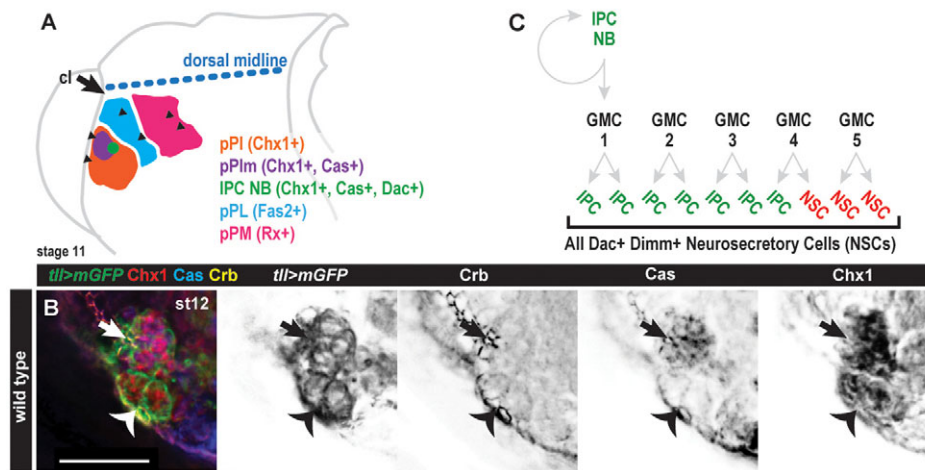 A
C
IPC
NB
dorsal midline
cl
GMC GMC GMC GMC GMC
1 2 3 4 5
pPl (Chx1+)
pPlm (Chx1+, Cas+)
IPC NB (Chx1+, Cas+, Dac+)
pPL (Fas2+)
pPM (Rx+)
IPC IPC IPC IPC IPC IPC IPC NSC NSC NSC
All Dac+ Dimm+ Neurosecretory Cells (NSCs)
stage 11
tll>mGFP Chx1 Cas Crb tll>mGFP Crb Cas Chx1
B st12
wild type